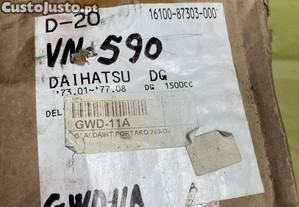 CustoJusto.pt
D-20
16100-87303-000
VN-590
DAIHATSU DG
'73.01~'77.08 DG 1500CC
DEL
GWD-11A
GWD11A